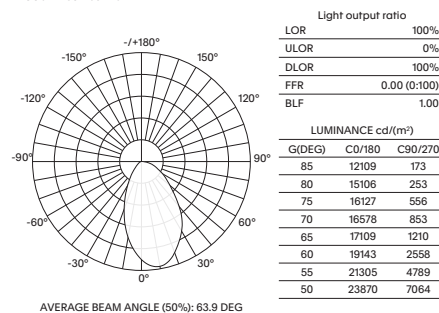 -/+180°
-150°
150°
-120°
120°
-90°
90°
-60°
60°
-30°
30°
0°
AVERAGE BEAM ANGLE (50%): 63.9 DEG
Light output ratio
LOR 100%
ULOR 0%
DLOR 100%
FFR 0.00 (0:100)
BLF 1.00
LUMINANCE cd/(m²)
G(DEG) C0/180 C90/270
85 12109 173
80 15106 253
75 16127 556
70 16578 853
65 17109 1210
60 19143 2558
55 21305 4789
50 23870 7064